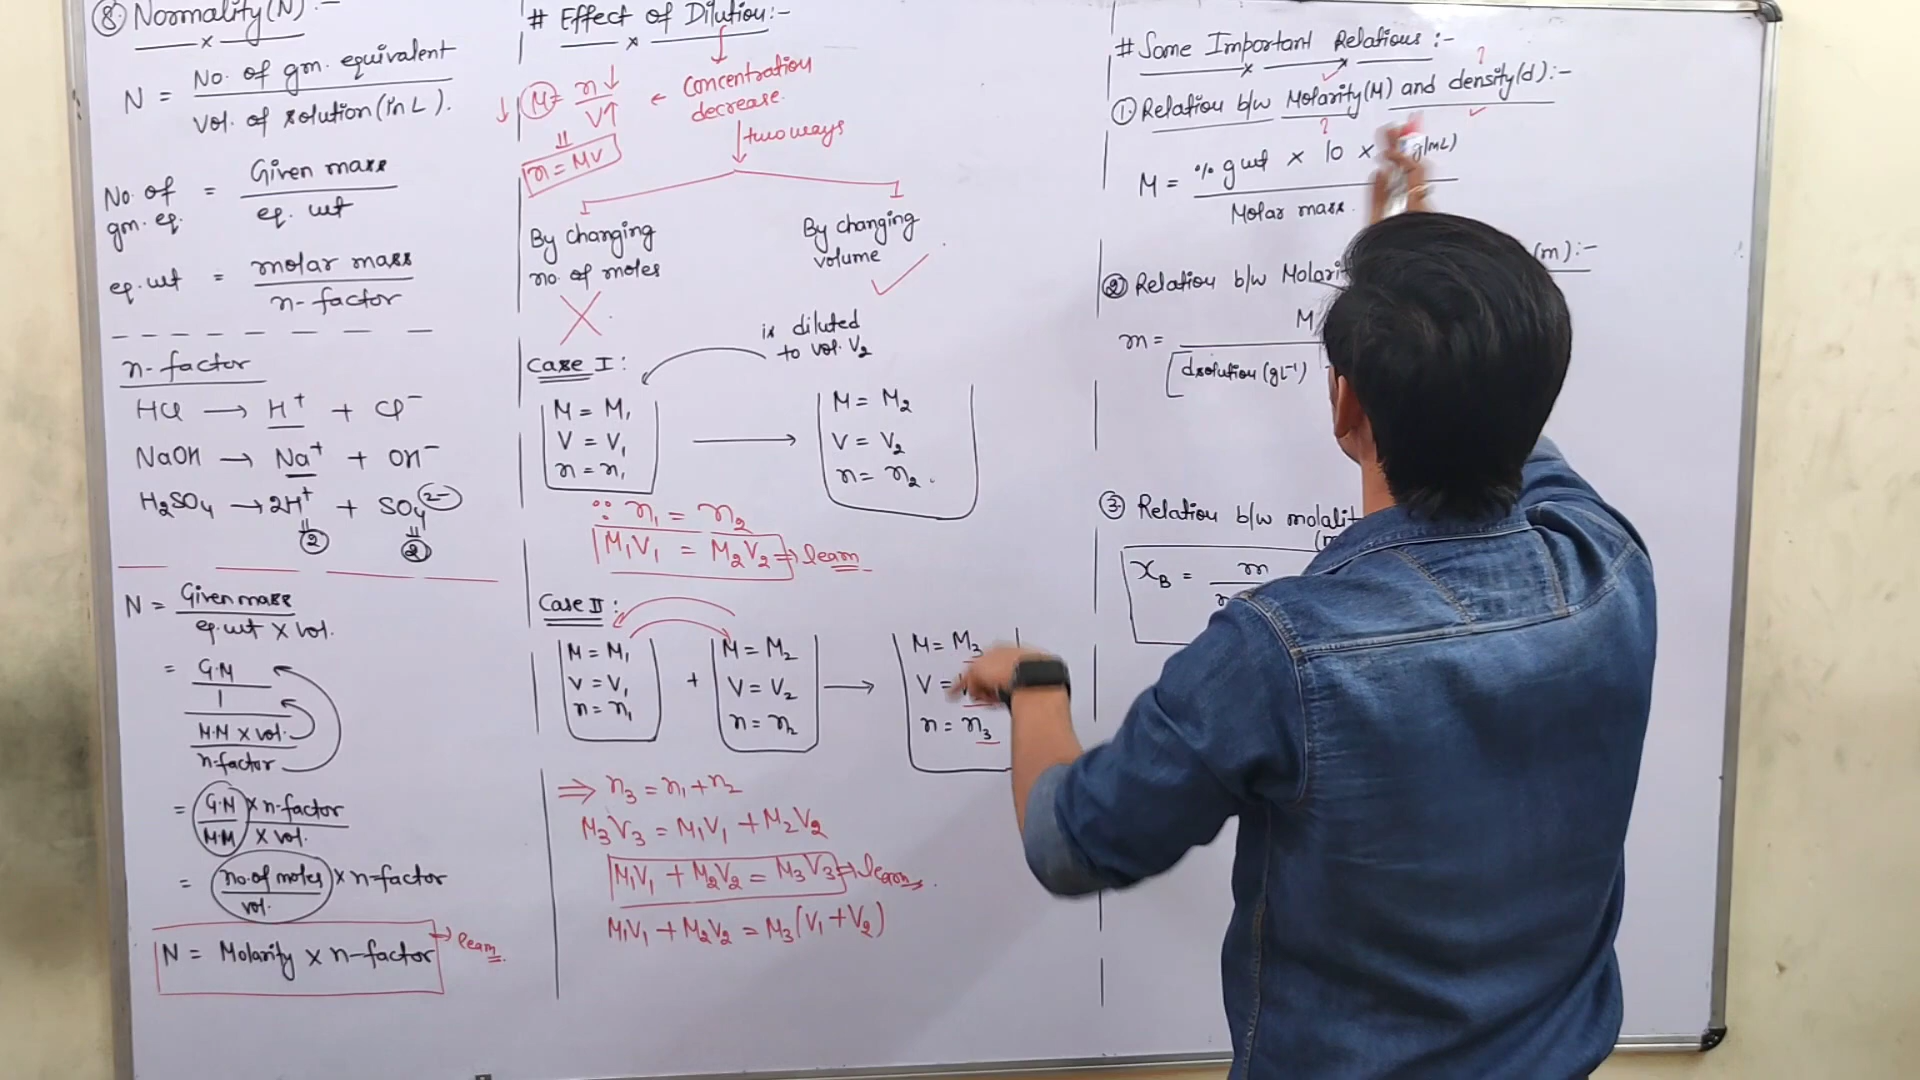 ⑧ Normality(N) :-
N = No. of gm. equivalent
Vol. of solution (in L).
No. of gm. eq. = Given mass
eq. wt
eq. wt = molar mass
n-factor
n-factor
HCl → H⁺ + Cl⁻
NaOH → Na⁺ + OH⁻
H₂SO₄ → 2H⁺ + SO₄²⁻
② ②
N = Given mass
eq. wt × vol.
= G.M
1
M.M × vol.
n-factor
= G.M × n-factor
M.M × vol.
= no. of moles × n-factor
vol.
N = Molarity × n-factor → learn
# Effect of Dilution:-
↓ M = n↓ ← Concentration decrease.
V↑
n = MV
two ways
By changing no. of moles
By changing volume
is diluted to vol. V₂
Case I :
M = M₁
V = V₁
n = n₁
M = M₂
V = V₂
n = n₂.
∵ n₁ = n₂
M₁V₁ = M₂V₂ → learn
Case II :
M = M₁
V = V₁
n = n₁
+
M = M₂
V = V₂
n = n₂
→
M = M₃
V =
n = n₃
⇒ n₃ = n₁ + n₂
M₃V₃ = M₁V₁ + M₂V₂
M₁V₁ + M₂V₂ = M₃V₃ → learn
M₁V₁ + M₂V₂ = M₃(V₁ + V₂)
# Some Important Relations :-
① Relation b/w Molarity(M) and density(d):-
? ?
M = % g wt × 10 × g/mL)
Molar mass.
② Relation b/w (m):-
m = M
dsolution (gL⁻¹)
③ Relation b/w
X_B = m